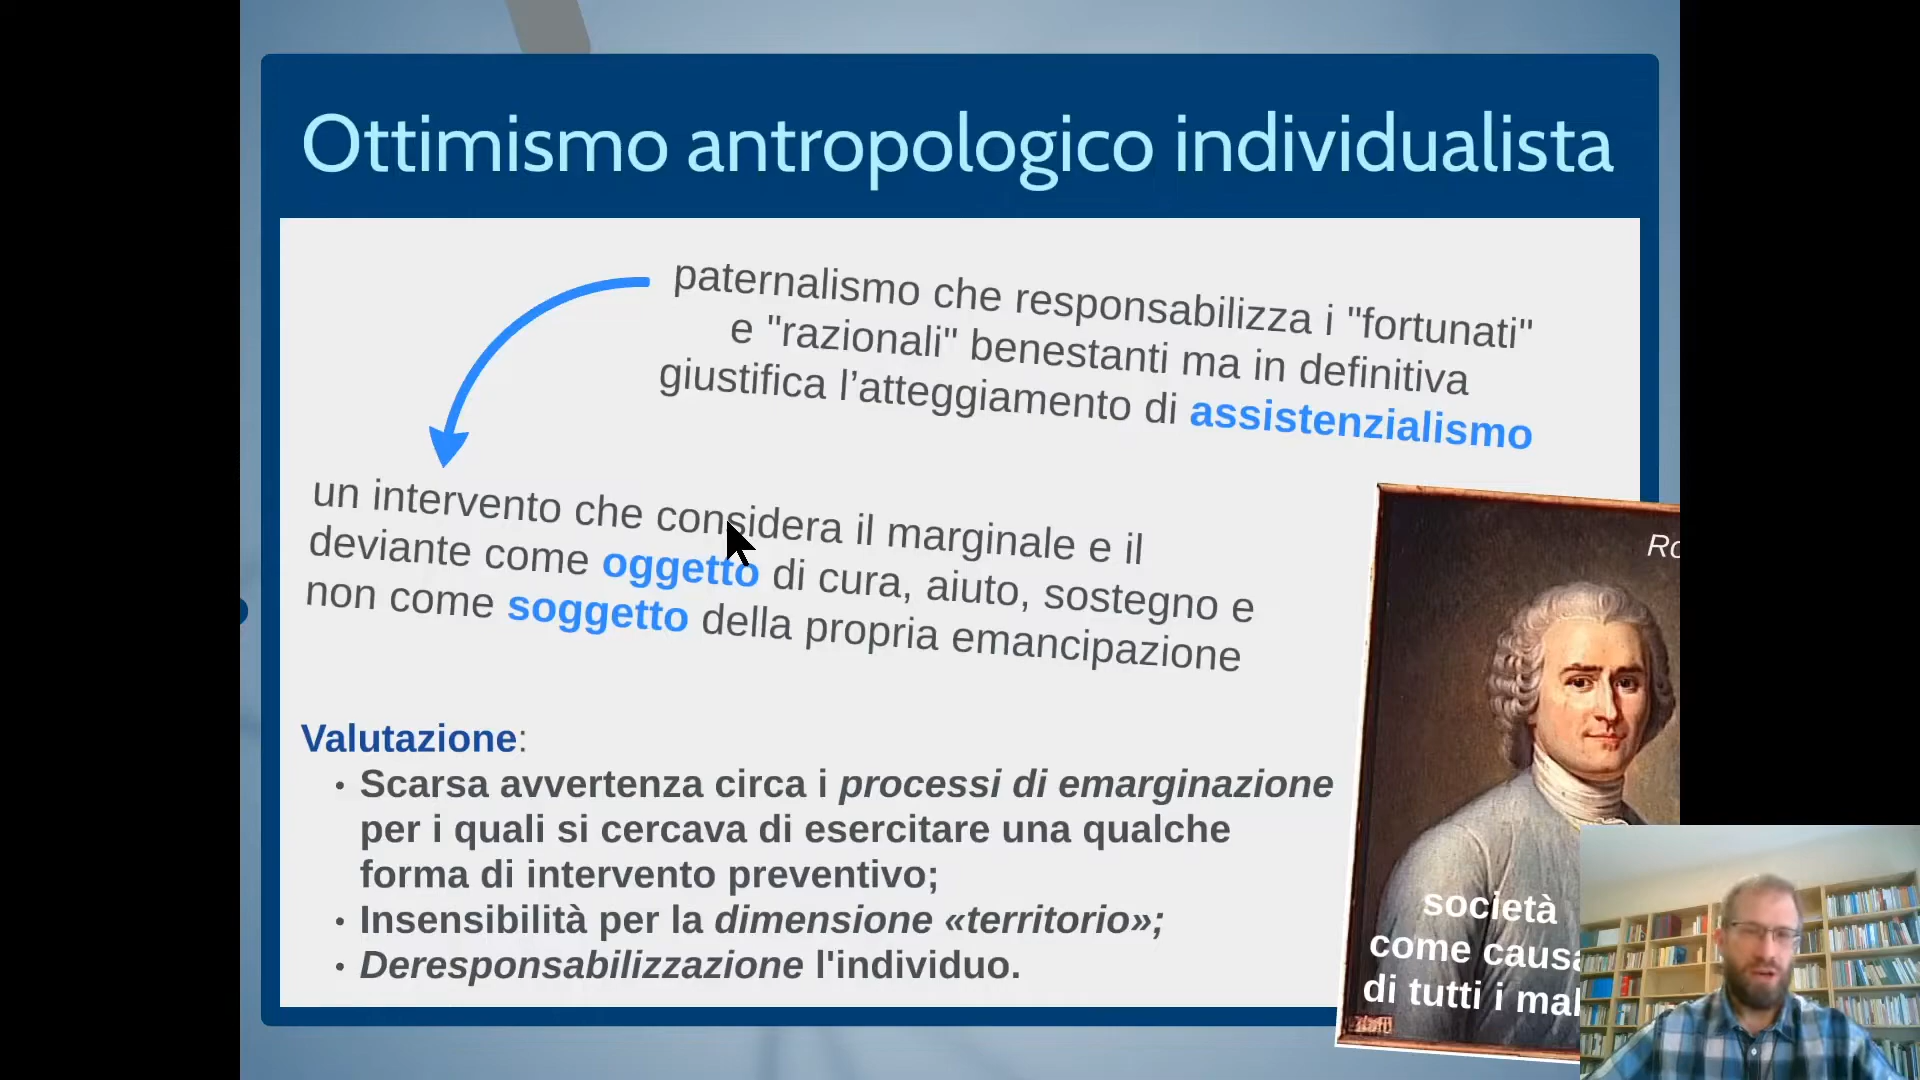 Ottimismo antropologico individualista
paternalismo che responsabilizza i "fortunati"
e "razionali" benestanti ma in definitiva
giustifica l’atteggiamento di assistenzialismo
un intervento che considera il marginale e il
deviante come oggetto di cura, aiuto, sostegno e
non come soggetto della propria emancipazione
Valutazione:
• Scarsa avvertenza circa i processi di emarginazione
per i quali si cercava di esercitare una qualche
forma di intervento preventivo;
• Insensibilità per la dimensione «territorio»;
• Deresponsabilizzazione l'individuo.
società
come causa
di tutti i mal